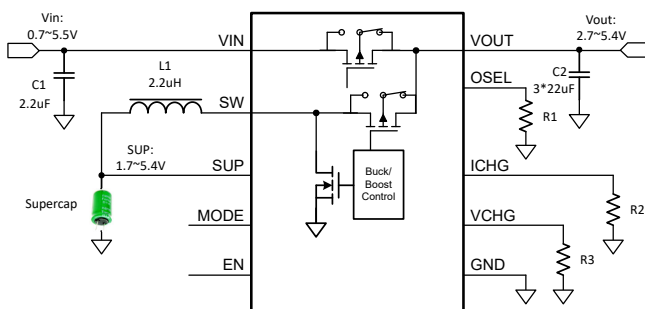 Vin:
0.7~5.5V
VIN
VOUT
Vout:
2.7~5.4V
C1
2.2uF
L1
2.2uH
SW
OSEL
C2
3*22uF
R1
SUP:
1.7~5.4V
SUP
Buck/
Boost
Control
ICHG
Supercap
MODE
VCHG
R2
EN
GND
R3